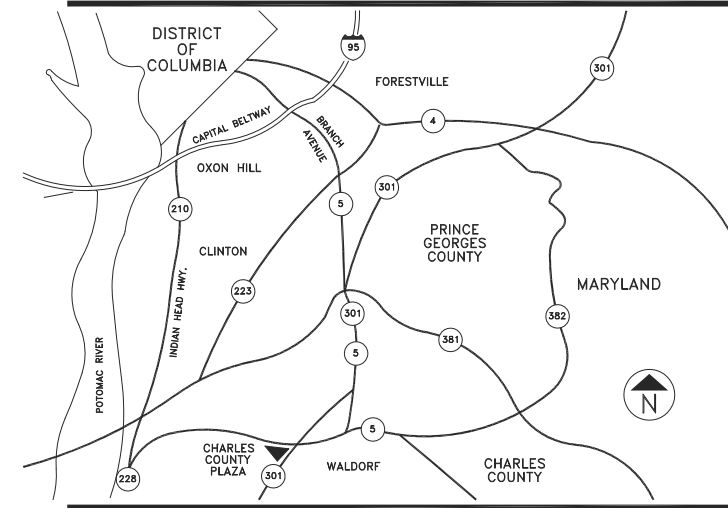 DISTRICT
OF
COLUMBIA
95
301
FORESTVILLE
CAPITAL BELTWAY
BRANCH
AVENUE
4
OXON HILL
301
210
5
PRINCE
GEORGES
COUNTY
CLINTON
INDIAN HEAD HWY.
223
MARYLAND
301
382
381
5
POTOMAC RIVER
N
5
CHARLES
COUNTY
PLAZA
301
WALDORF
CHARLES
COUNTY
228